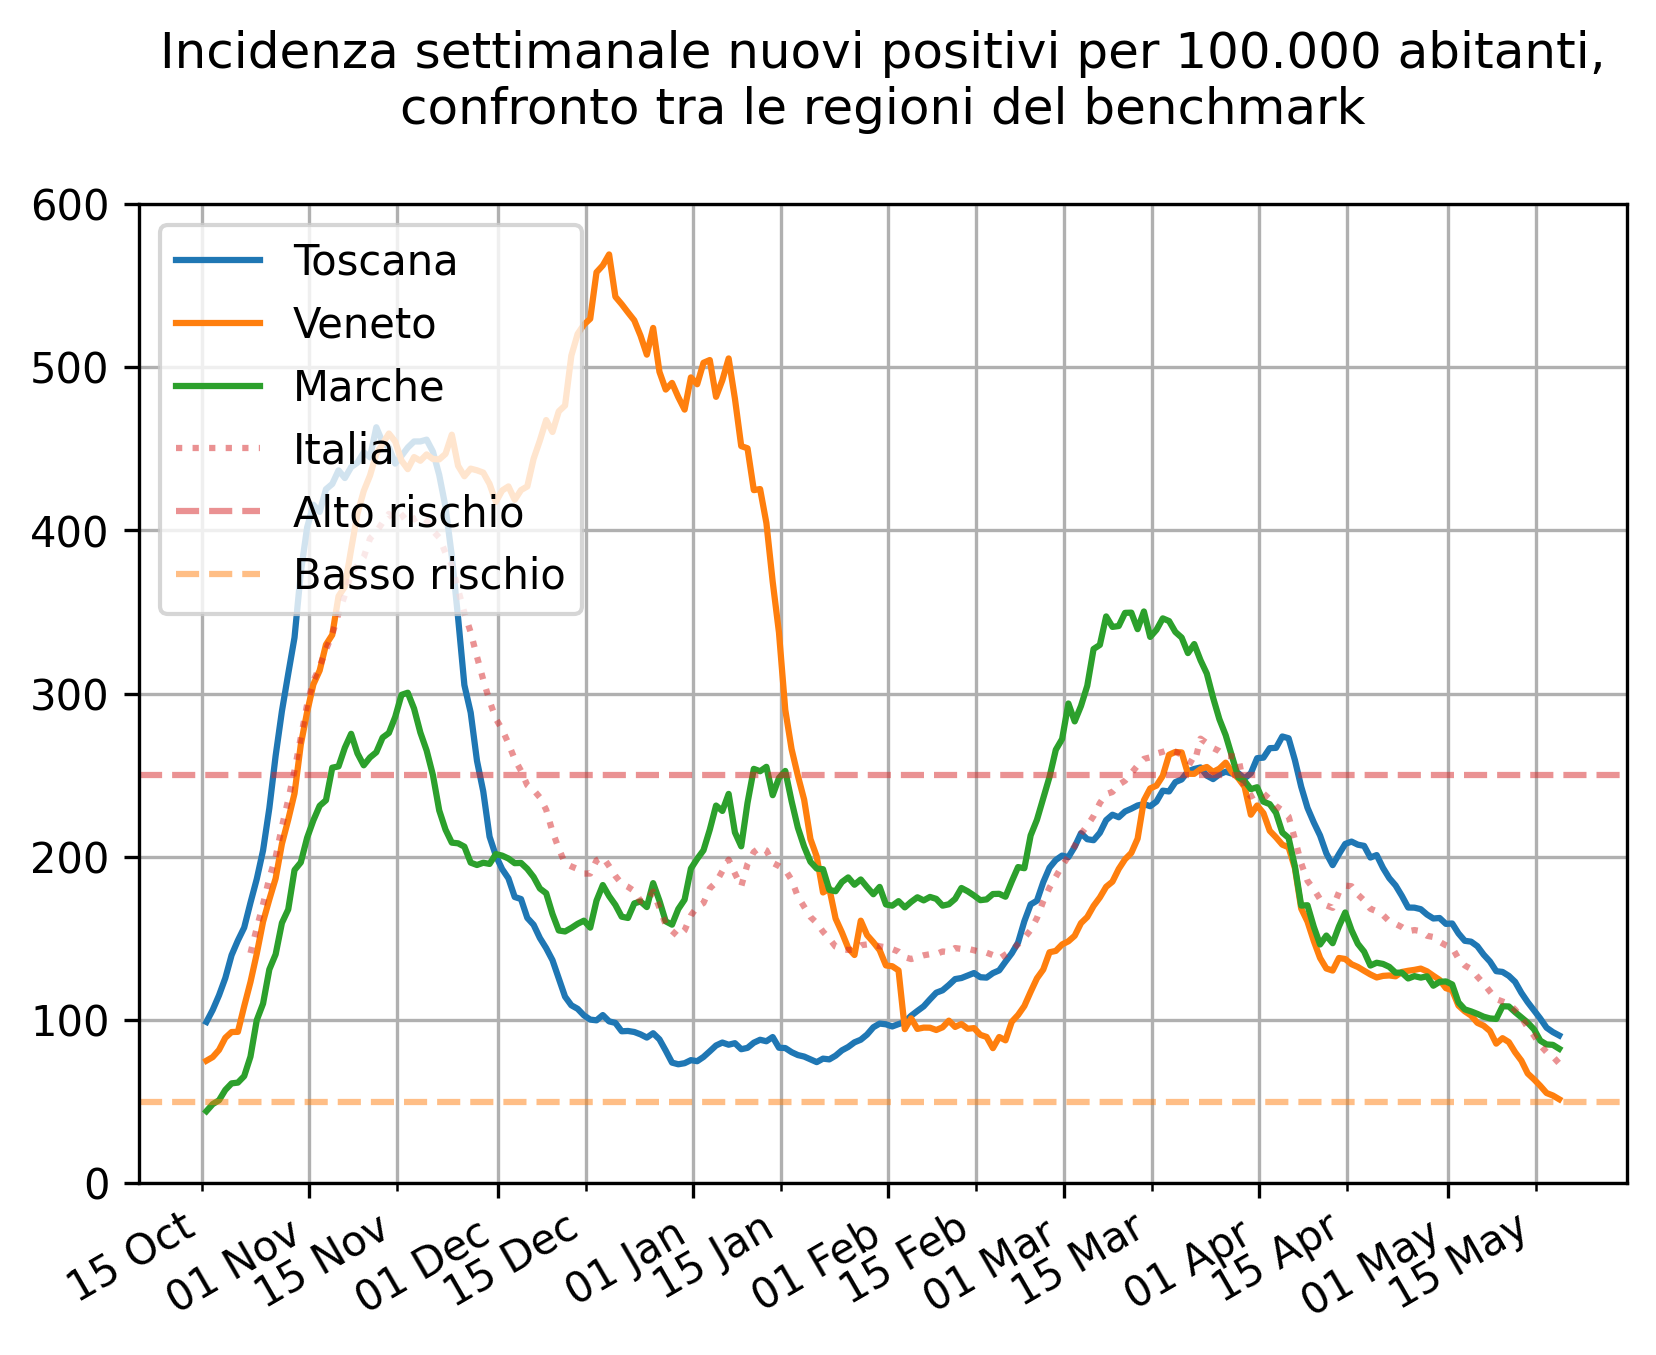 Incidenza settimanale nuovi positivi per 100.000 abitanti,
confronto tra le regioni del benchmark
600
500
400
300
200
100
0
Toscana
Veneto
Marche
Italia
Alto rischio
Basso rischio
15 Oct
01 Nov
15 Nov
01 Dec
15 Dec
01 Jan
15 Jan
01 Feb
15 Feb
01 Mar
15 Mar
01 Apr
15 Apr
01 May
15 May